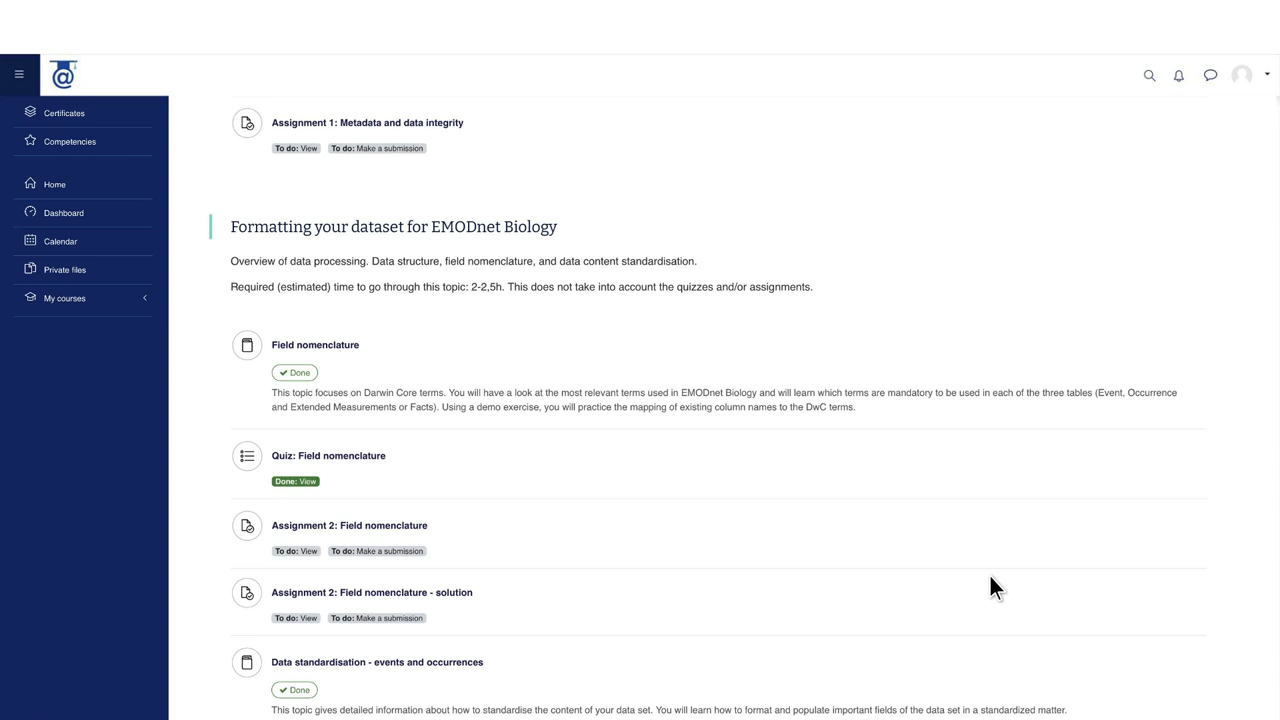 @
Certificates
Competencies
Home
Dashboard
Calendar
Private files
My courses
Assignment 1: Metadata and data integrity
To do: View To do: Make a submission
Formatting your dataset for EMODnet Biology
Overview of data processing. Data structure, field nomenclature, and data content standardisation.
Required (estimated) time to go through this topic: 2-2,5h. This does not take into account the quizzes and/or assignments.
Field nomenclature
Done
This topic focuses on Darwin Core terms. You will have a look at the most relevant terms used in EMODnet Biology and will learn which terms are mandatory to be used in each of the three tables (Event, Occurrence
and Extended Measurements or Facts). Using a demo exercise, you will practice the mapping of existing column names to the DwC terms.
Quiz: Field nomenclature
Done: View
Assignment 2: Field nomenclature
To do: View To do: Make a submission
Assignment 2: Field nomenclature - solution
To do: View To do: Make a submission
Data standardisation - events and occurrences
Done
This topic gives detailed information about how to standardise the content of your data set. You will learn how to format and populate important fields of the data set in a standardized matter.